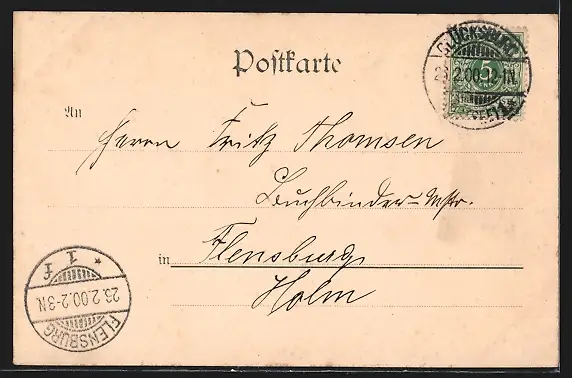 Postkarte
GLÜCKSBURG
23.2.00.12-1N.
5
An
Herrn Fritz Thomsen
Buchbinder-Mstr.
in Flensburg
Holm
FLENSBURG
23.2.00.2-3N.
* 1 f